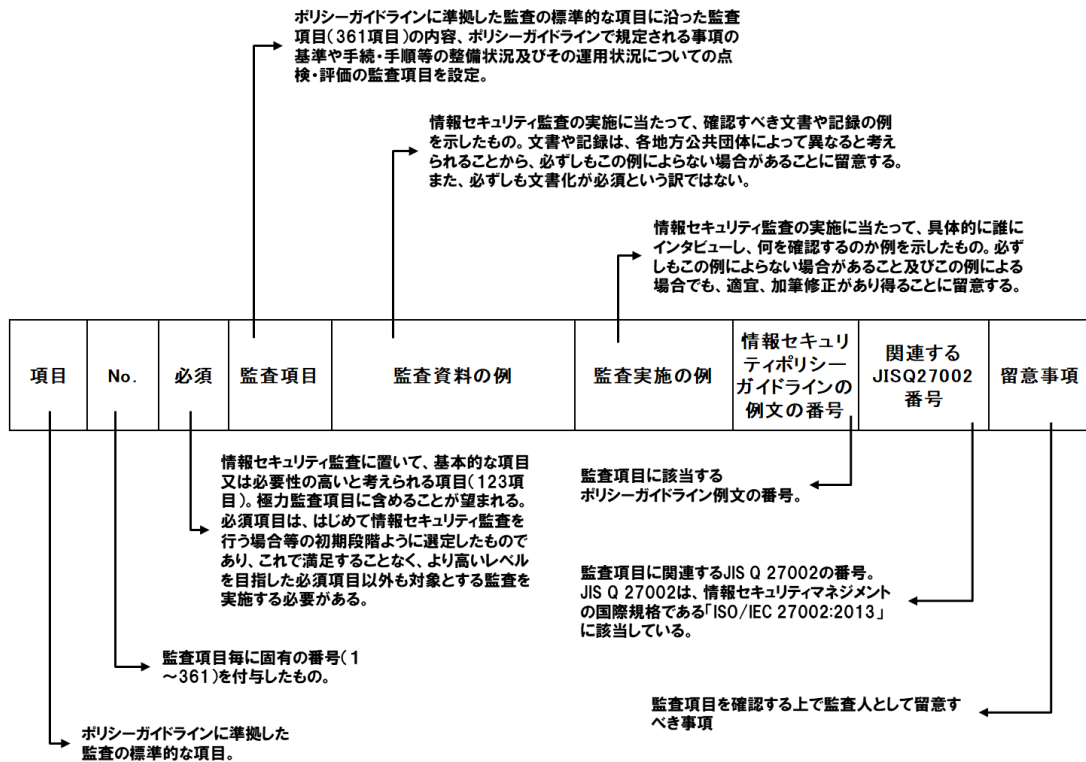 ポリシーガイドラインに準拠した監査の標準的な項目に沿った監査
項目(361項目)の内容、ポリシーガイドラインで規定される事項の
基準や手続・手順等の整備状況及びその運用状況についての点
検・評価の監査項目を設定。
情報セキュリティ監査の実施に当たって、確認すべき文書や記録の例
を示したもの。文書や記録は、各地方公共団体によって異なると考え
られることから、必ずしもこの例によらない場合があることに留意する。
また、必ずしも文書化が必須という訳ではない。
情報セキュリティ監査の実施に当たって、具体的に誰に
インタビューし、何を確認するのか例を示したもの。必ず
しもこの例によらない場合があること及びこの例による
場合でも、適宜、加筆修正があり得ることに留意する。
項目
No.
必須
監査項目
監査資料の例
監査実施の例
情報セキュリ
ティポリシー
ガイドラインの
例文の番号
関連する
JISQ27002
番号
留意事項
情報セキュリティ監査に置いて、基本的な項目
又は必要性の高いと考えられる項目(123項
目)。極力監査項目に含めることが望まれる。
必須項目は、はじめて情報セキュリティ監査を
行う場合等の初期段階ように選定したもので
あり、これで満足することなく、より高いレベル
を目指した必須項目以外も対象とする監査を
実施する必要がある。
監査項目に該当する
ポリシーガイドライン例文の番号。
監査項目に関連するJIS Q 27002の番号。
JIS Q 27002は、情報セキュリティマネジメント
の国際規格である「ISO/IEC 27002:2013」
に該当している。
監査項目毎に固有の番号(1
~361)を付与したもの。
監査項目を確認する上で監査人として留意す
べき事項
ポリシーガイドラインに準拠した
監査の標準的な項目。